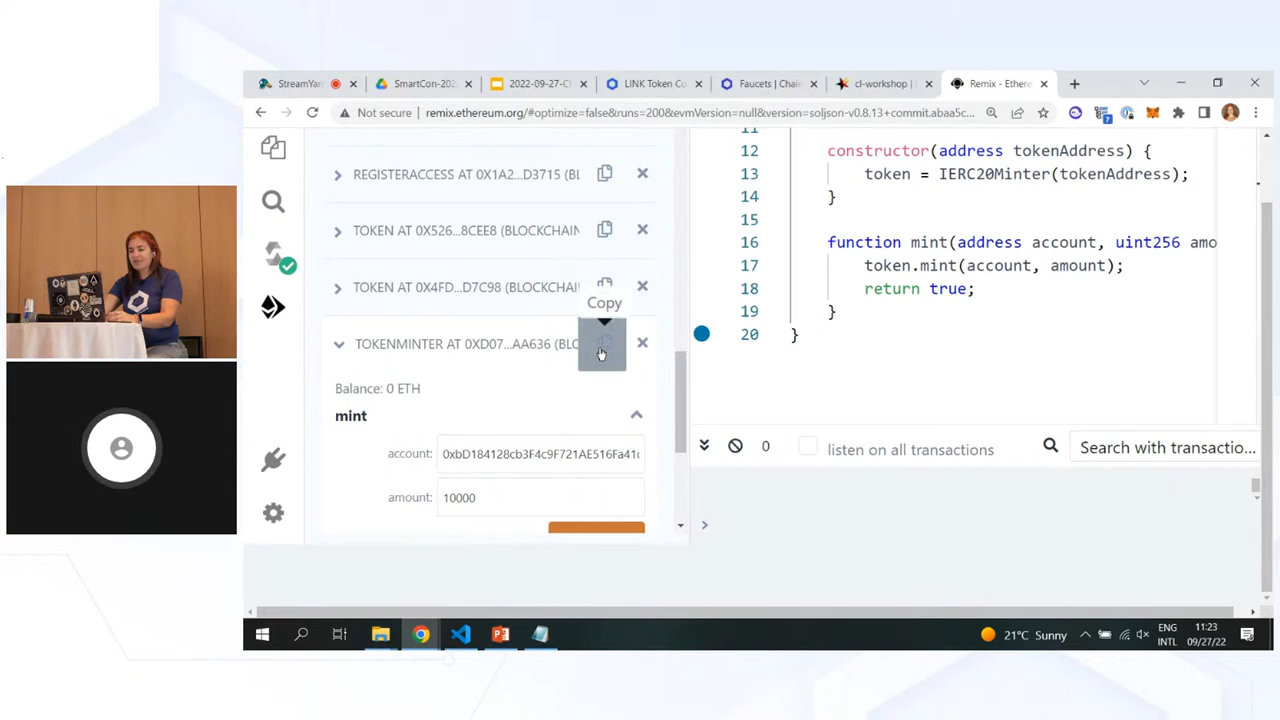 StreamYar
SmartCon-202
2022-09-27-Ch
LINK Token Co
Faucets | Chain
cl-workshop |
Remix - Ethere
Not secure
remix.ethereum.org/#optimize=false&runs=200&evmVersion=null&version=soljson-v0.8.13+commit.abaa5c...
7
REGISTERACCESS AT 0X1A2...D3715 (BL
TOKEN AT 0X526...8CEE8 (BLOCKCHAIN
TOKEN AT 0X4FD...D7C98 (BLOCKCHAI
Copy
TOKENMINTER AT 0XD07...AA636 (BLC
Balance: 0 ETH
mint
account: 0xbD184128cb3F4c9F721AE516Fa41
amount: 10000
11
12 constructor(address tokenAddress) {
13 token = IERC20Minter(tokenAddress);
14 }
15
16 function mint(address account, uint256 amo
17 token.mint(account, amount);
18 return true;
19 }
20 }
0 listen on all transactions Search with transactio...
>
21°C Sunny
ENG
INTL
11:23
09/27/22